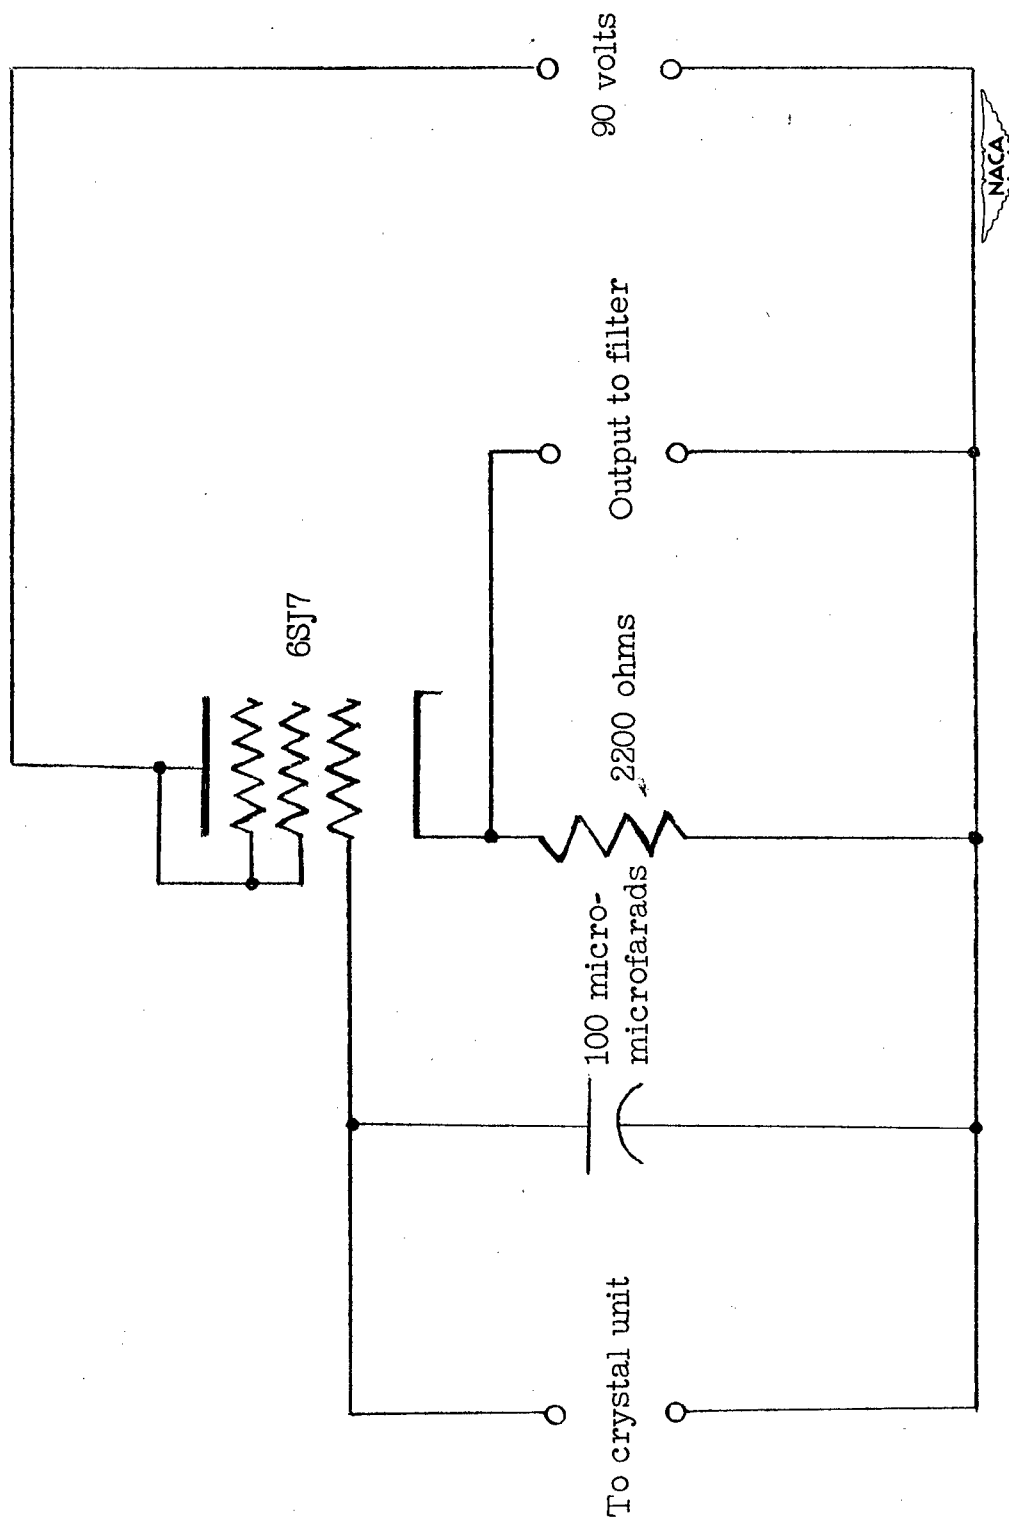 6SJ7
To crystal unit
100 micro-
microfarads
2200 ohms
Output to filter
90 volts
NACA